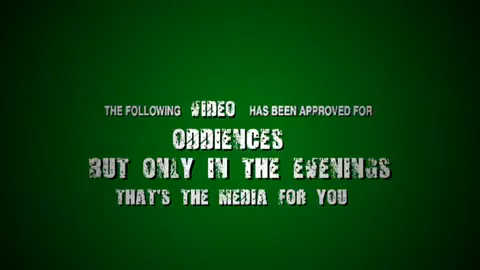 THE FOLLOWING VIDEO HAS BEEN APPROVED FOR
ODDIENCES
BUT ONLY IN THE EVENINGS
THAT'S THE MEDIA FOR YOU